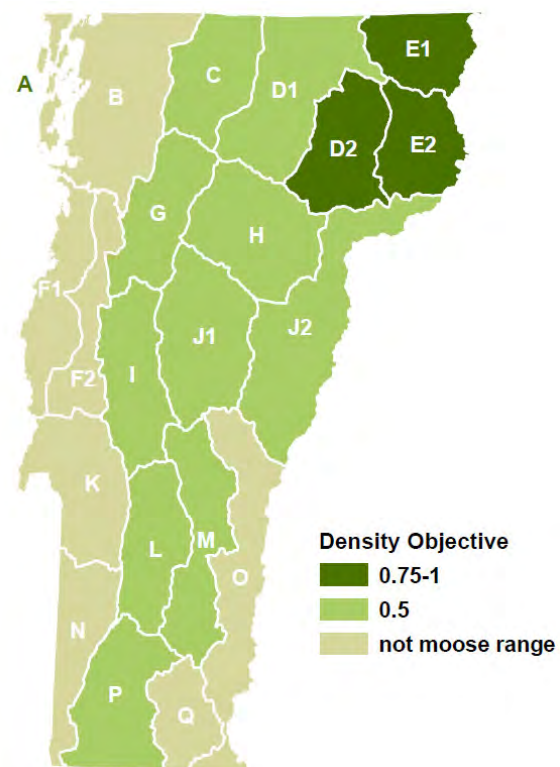 E1
C
A
D1
B
D2
E2
G
H
F1
J1
J2
I
F2
K
Density Objective
0.75-1
0.5
not moose range
L
M
O
N
P
Q